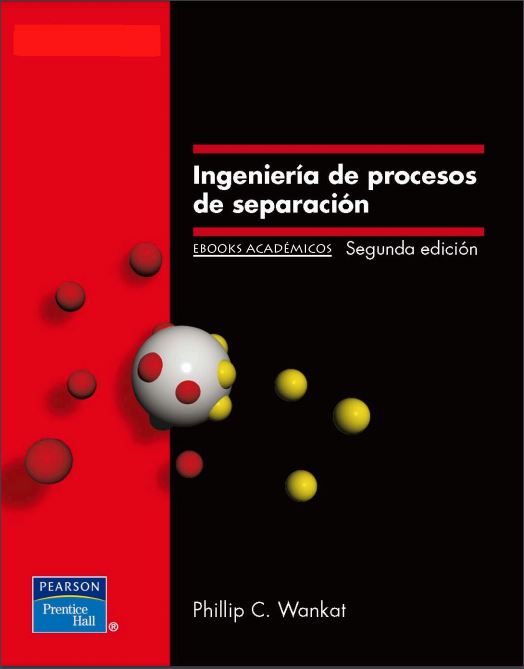 Ingeniería de procesos
de separación
EBOOKS ACADÉMICOS Segunda edición
PEARSON
Prentice
Hall ®
Phillip C. Wankat